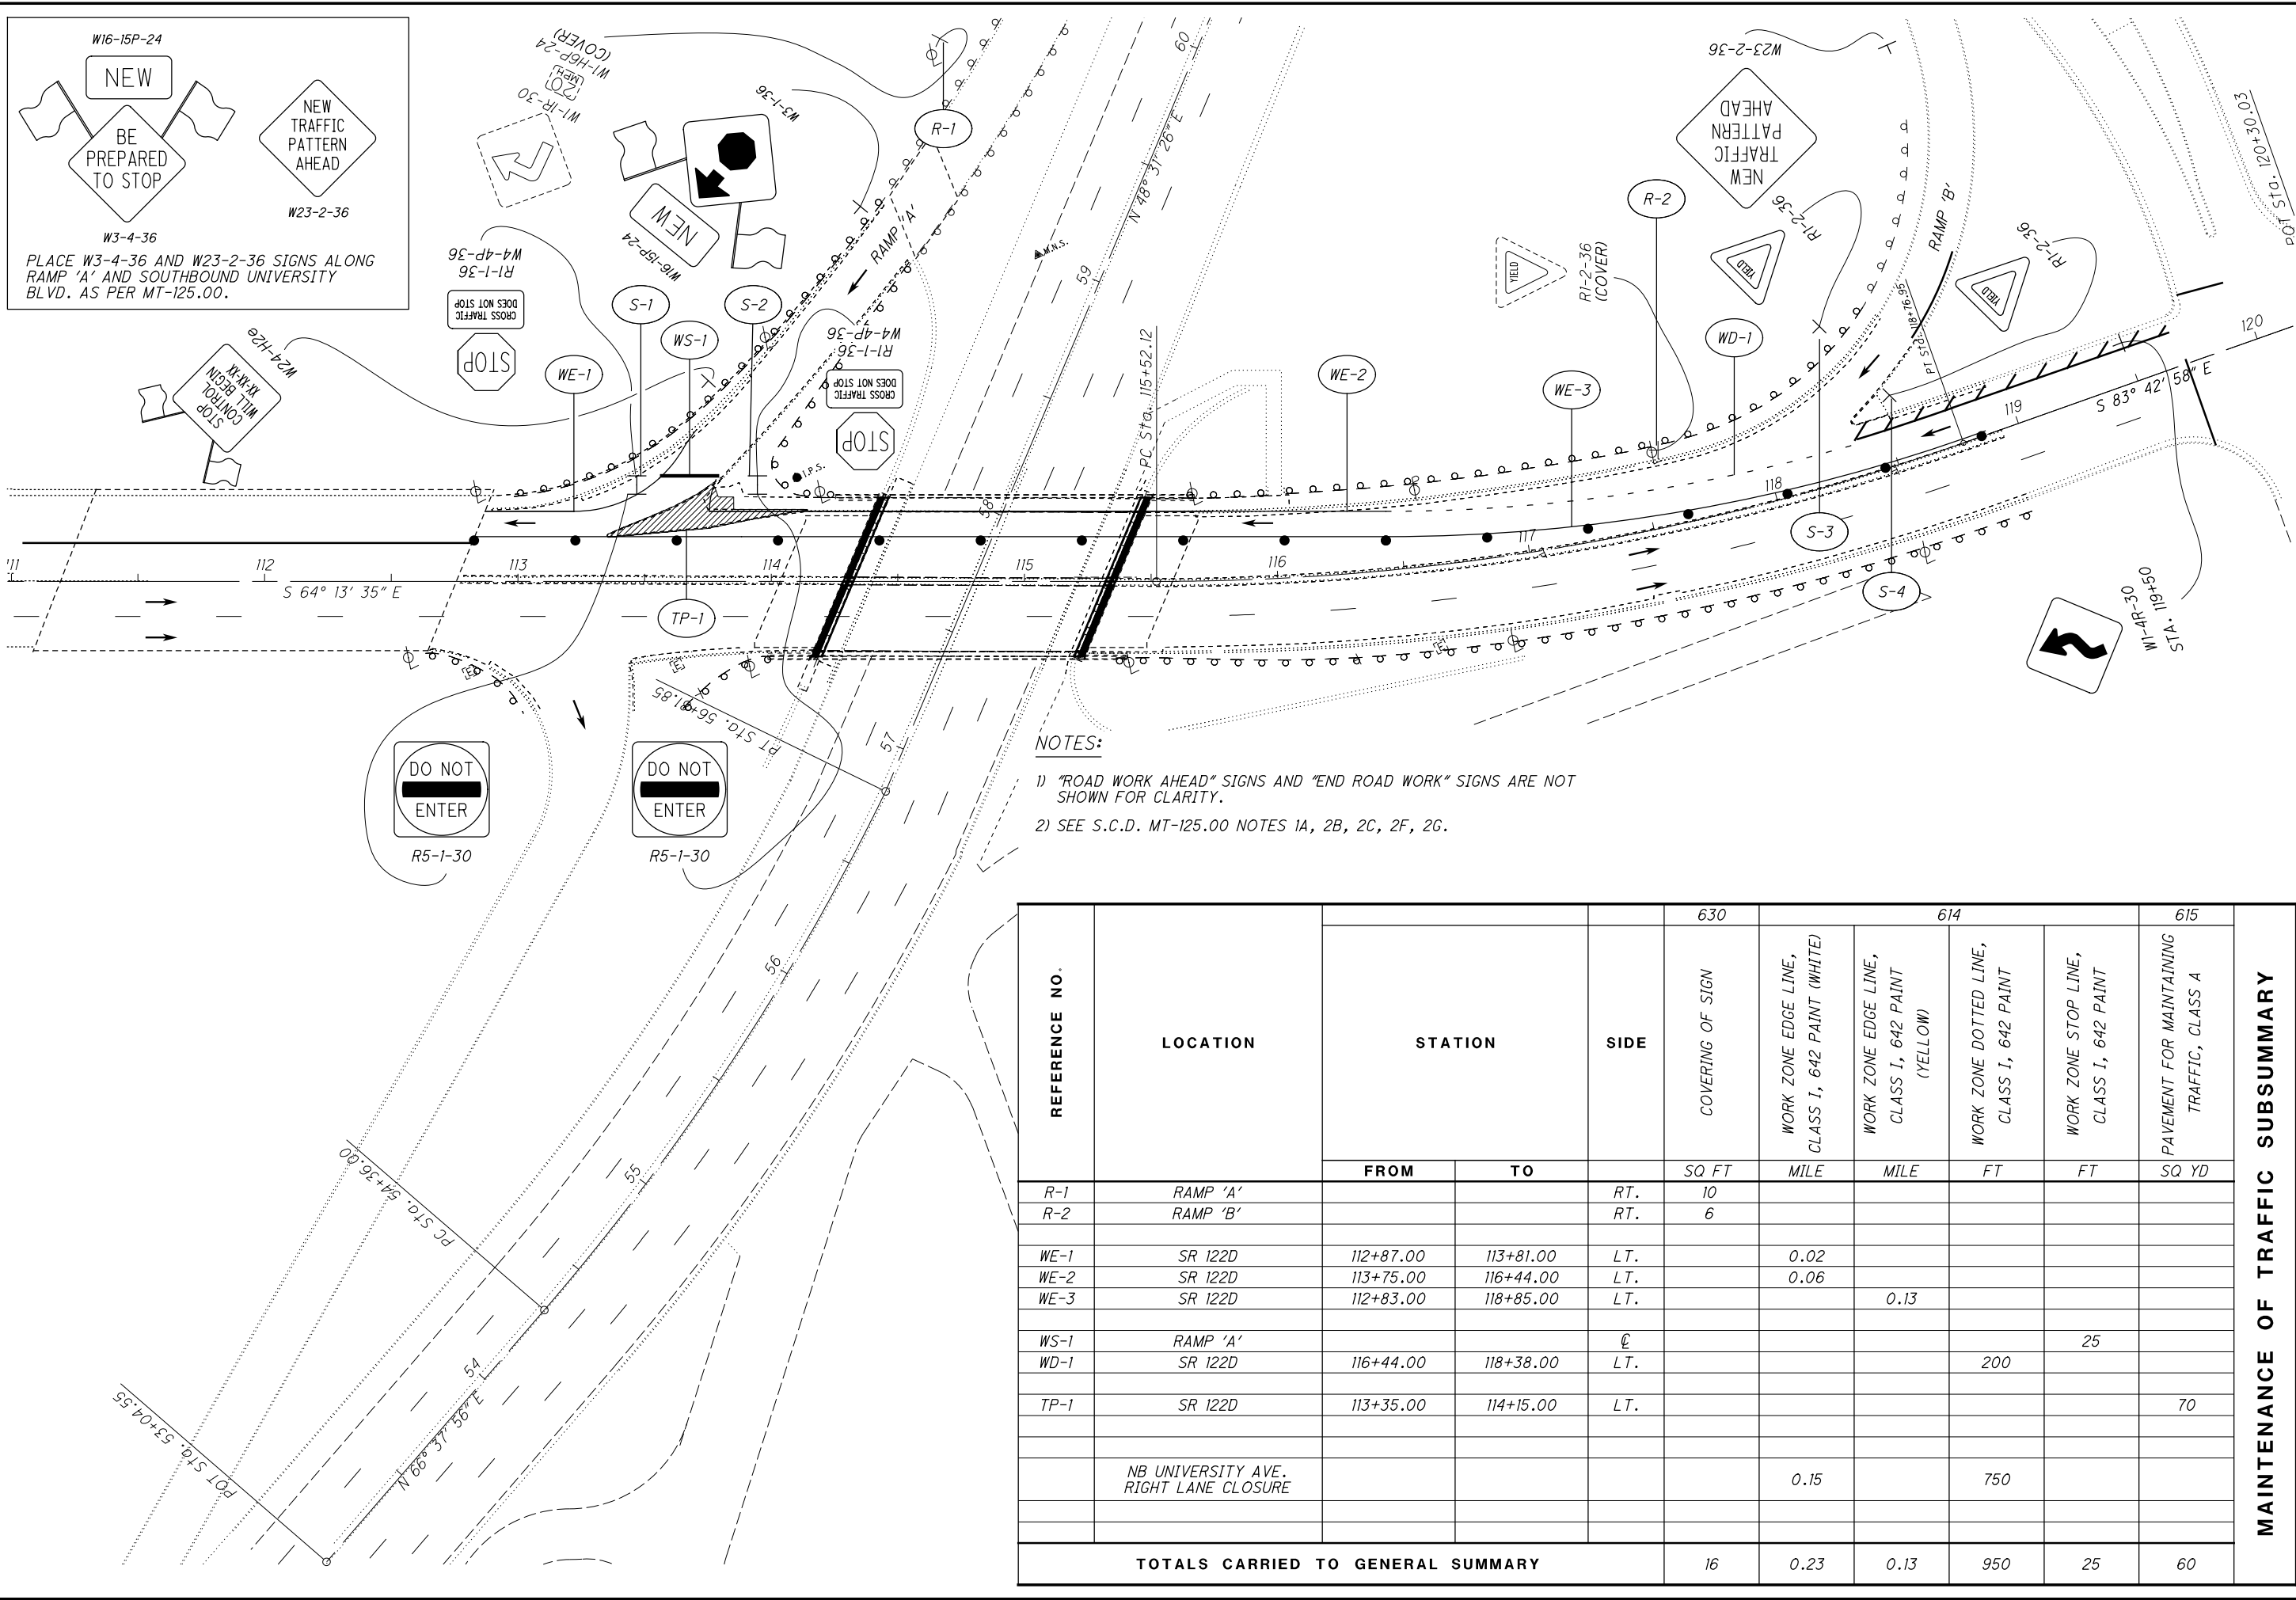 W16-15P-24
NEW
BE
PREPARED
TO STOP
W3-4-36
NEW
TRAFFIC
PATTERN
AHEAD
W23-2-36
PLACE W3-4-36 AND W23-2-36 SIGNS ALONG
RAMP 'A' AND SOUTHBOUND UNIVERSITY
BLVD. AS PER MT-125.00.
W1-H6P-24
(COVER)
20
MPH
W1-1R-30
W3-1-36
NEW
W16-15P-24
R-1
RAMP 'A'
W4-4P-36
R1-1-36
CROSS TRAFFIC
DOES NOT STOP
STOP
S-1
WS-1
S-2
W4-4P-36
R1-1-36
CROSS TRAFFIC
DOES NOT STOP
STOP
W24-H2e
STOP
CONTROL
WILL BEGIN
XX-XX-XX
WE-1
I.P.S.
M.N.S.
N 48° 31' 26" E
60
59
58
PC Sta. 115+52.12
WE-2
WE-3
R1-2-36
(COVER)
YIELD
R-2
WD-1
W23-2-36
NEW
TRAFFIC
PATTERN
AHEAD
R1-2-36
YIELD
RAMP 'B'
R1-2-36
YIELD
PT Sta. 118+76.95
POT Sta. 120+30.03
S 83° 42' 58" E
111
112
113
114
115
116
117
118
119
120
S 64° 13' 35" E
TP-1
S-3
S-4
W1-4R-30
STA. 119+50
DO NOT
ENTER
R5-1-30
DO NOT
ENTER
R5-1-30
PT Sta. 56+81.85
57
56
55
54
PC Sta. 54+36.00
POT Sta. 53+04.55
N 66° 37' 56" E
NOTES:
1) "ROAD WORK AHEAD" SIGNS AND "END ROAD WORK" SIGNS ARE NOT
SHOWN FOR CLARITY.
2) SEE S.C.D. MT-125.00 NOTES 1A, 2B, 2C, 2F, 2G.
630 614 615
REFERENCE NO.
LOCATION
STATION
SIDE
COVERING OF SIGN
WORK ZONE EDGE LINE,
CLASS I, 642 PAINT (WHITE)
WORK ZONE EDGE LINE,
CLASS I, 642 PAINT
(YELLOW)
WORK ZONE DOTTED LINE,
CLASS I, 642 PAINT
WORK ZONE STOP LINE,
CLASS I, 642 PAINT
PAVEMENT FOR MAINTAINING
TRAFFIC, CLASS A
FROM TO SQ FT MILE MILE FT FT SQ YD
R-1 RAMP 'A' RT. 10
R-2 RAMP 'B' RT. 6
WE-1 SR 122D 112+87.00 113+81.00 LT. 0.02
WE-2 SR 122D 113+75.00 116+44.00 LT. 0.06
WE-3 SR 122D 112+83.00 118+85.00 LT. 0.13
WS-1 RAMP 'A' ℄ 25
WD-1 SR 122D 116+44.00 118+38.00 LT. 200
TP-1 SR 122D 113+35.00 114+15.00 LT. 70
NB UNIVERSITY AVE.
RIGHT LANE CLOSURE 0.15 750
TOTALS CARRIED TO GENERAL SUMMARY 16 0.23 0.13 950 25 60
MAINTENANCE OF TRAFFIC SUBSUMMARY